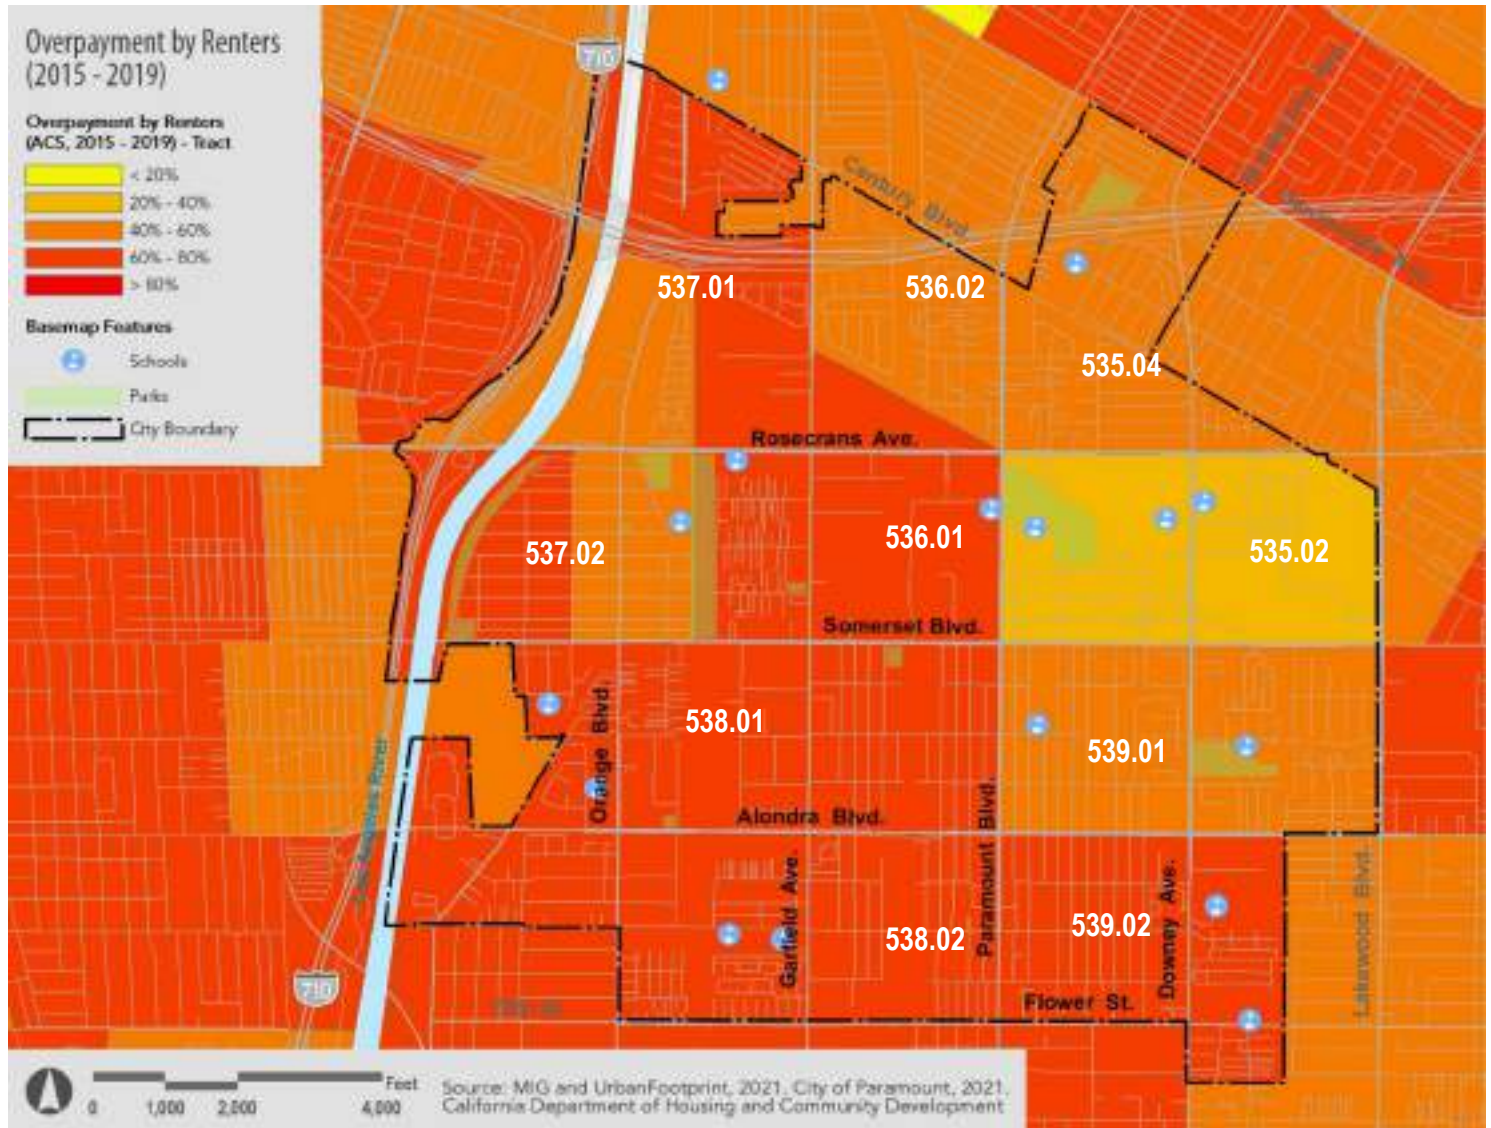 Overpayment by Renters
(2015 - 2019)
Overpayment by Renters
(ACS, 2015 - 2019) - Tract
< 20%
20% - 40%
40% - 60%
60% - 80%
> 80%
Basemap Features
Schools
Parks
City Boundary
710
Century Blvd
537.01
536.02
535.04
Rosecrans Ave.
537.02
536.01
535.02
Somerset Blvd.
538.01
539.01
Orange Blvd.
Los Angeles River
Alondra Blvd.
Paramount Blvd.
Garfield Ave.
538.02
539.02
Downay Ave.
Lakewood Blvd.
710
Flower St.
0 1,000 2,000 4,000
Feet
Source: MIG and UrbanFootprint, 2021, City of Paramount, 2021,
California Department of Housing and Community Development